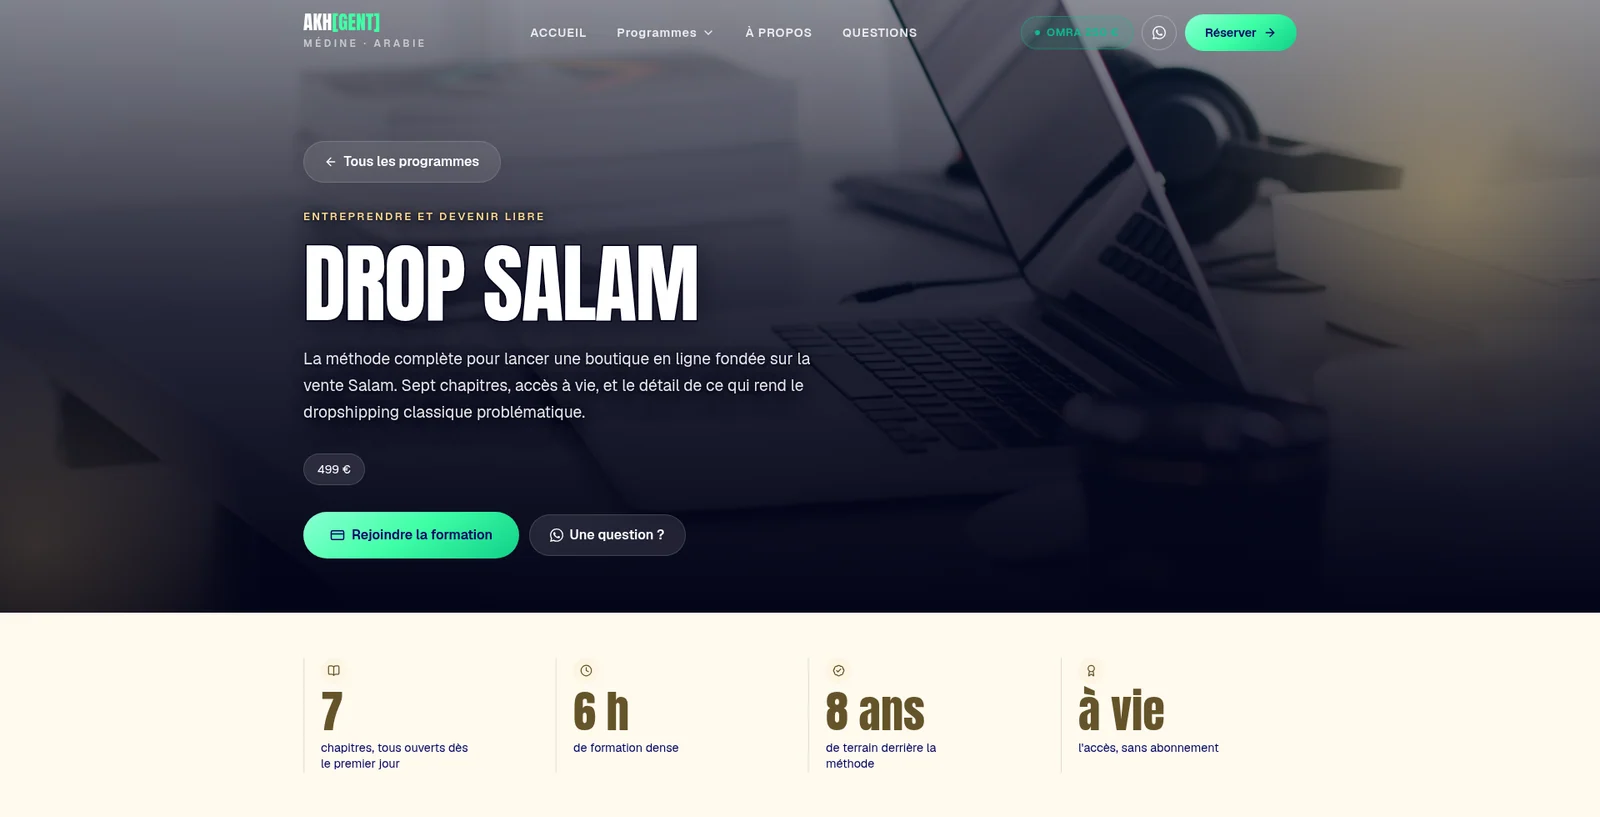 AKH[GENT]
MÉDINE · ARABIE
ACCUEIL
Programmes
À PROPOS
QUESTIONS
OMRA
Réserver
Tous les programmes
ENTREPRENDRE ET DEVENIR LIBRE
DROP SALAM
La méthode complète pour lancer une boutique en ligne fondée sur la
vente Salam. Sept chapitres, accès à vie, et le détail de ce qui rend le
dropshipping classique problématique.
499 €
Rejoindre la formation
Une question ?
7
chapitres, tous ouverts dès
le premier jour
6 h
de formation dense
8 ans
de terrain derrière la
méthode
à vie
l'accès, sans abonnement